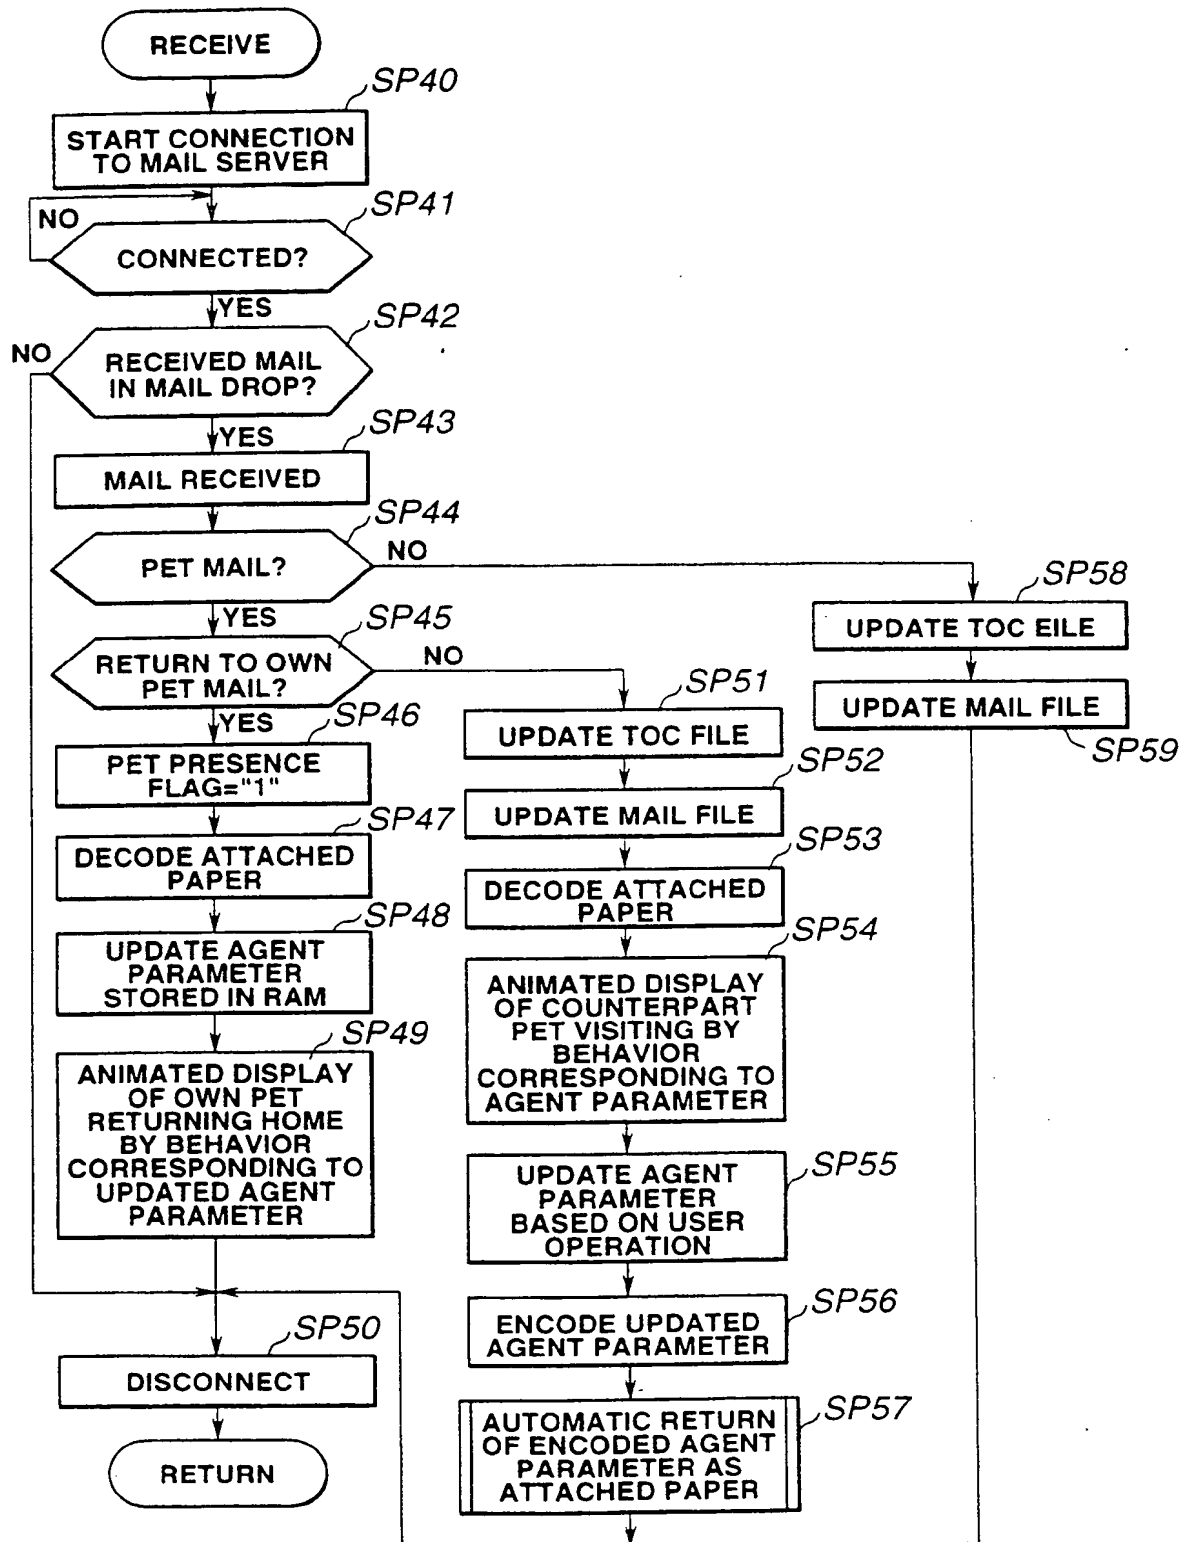 RECEIVE
SP40
START CONNECTION
TO MAIL SERVER
NO
SP41
CONNECTED?
YES
SP42
NO
RECEIVED MAIL
IN MAIL DROP?
YES
SP43
MAIL RECEIVED
SP44
PET MAIL?
NO
YES
SP45
RETURN TO OWN
PET MAIL?
NO
YES
SP46
PET PRESENCE
FLAG="1"
SP47
DECODE ATTACHED
PAPER
SP48
UPDATE AGENT
PARAMETER
STORED IN RAM
SP49
ANIMATED DISPLAY
OF OWN PET
RETURNING HOME
BY BEHAVIOR
CORRESPONDING TO
UPDATED AGENT
PARAMETER
SP50
DISCONNECT
RETURN
SP51
UPDATE TOC FILE
SP52
UPDATE MAIL FILE
SP53
DECODE ATTACHED
PAPER
SP54
ANIMATED DISPLAY
OF COUNTERPART
PET VISITING BY
BEHAVIOR
CORRESPONDING TO
AGENT PARAMETER
SP55
UPDATE AGENT
PARAMETER
BASED ON USER
OPERATION
SP56
ENCODE UPDATED
AGENT PARAMETER
SP57
AUTOMATIC RETURN
OF ENCODED AGENT
PARAMETER AS
ATTACHED PAPER
SP58
UPDATE TOC EILE
UPDATE MAIL FILE
SP59